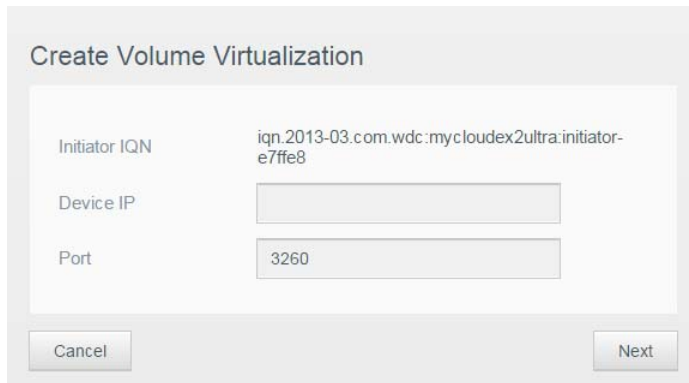 Create Volume Virtualization
Initiator IQN
iqn.2013-03.com.wdc:mycloudex2ultra:initiator-
e7ffe8
Device IP
Port
3260
Cancel
Next